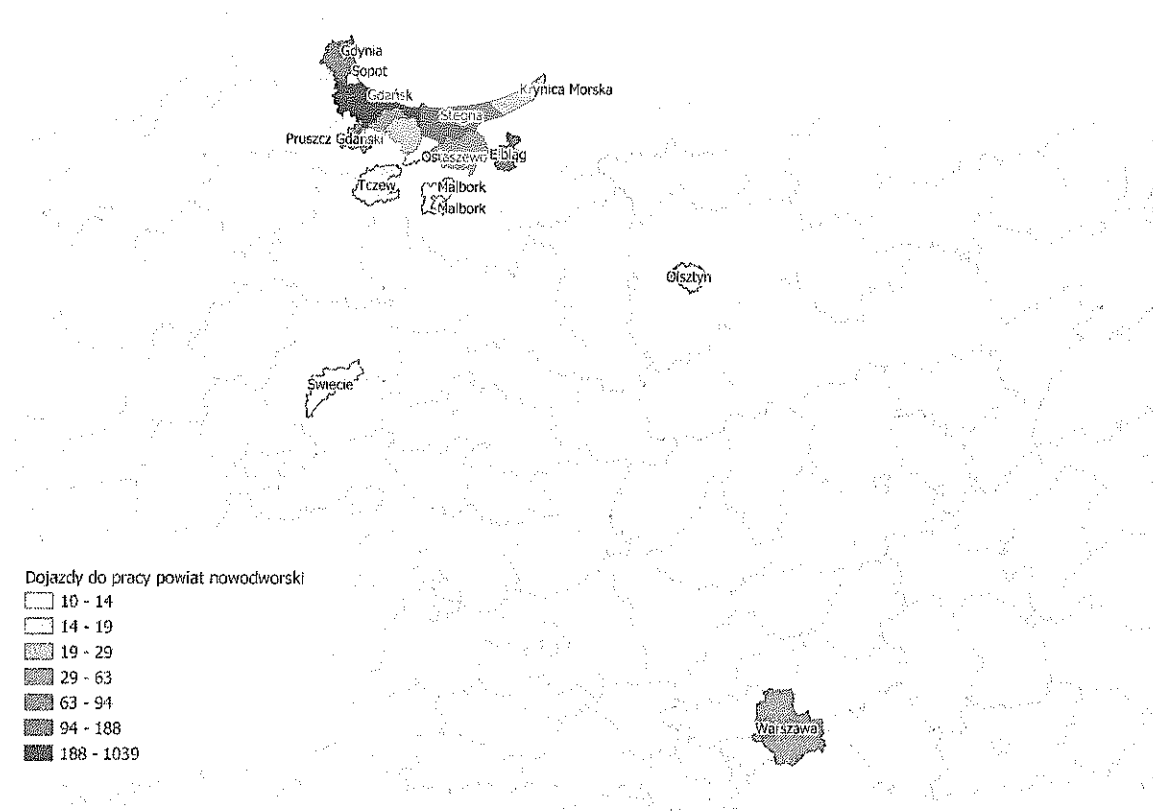 Gdynia
Sopot
Gdańsk
Krynica Morska
Stegna
Pruszcz Gdański
Ostaszewo
Elbląg
Tczew
Malbork
Malbork
Olsztyn
Świecie
Dojazdy do pracy powiat nowodworski
10 - 14
14 - 19
19 - 29
29 - 63
63 - 94
94 - 188
188 - 1039
Warszawa